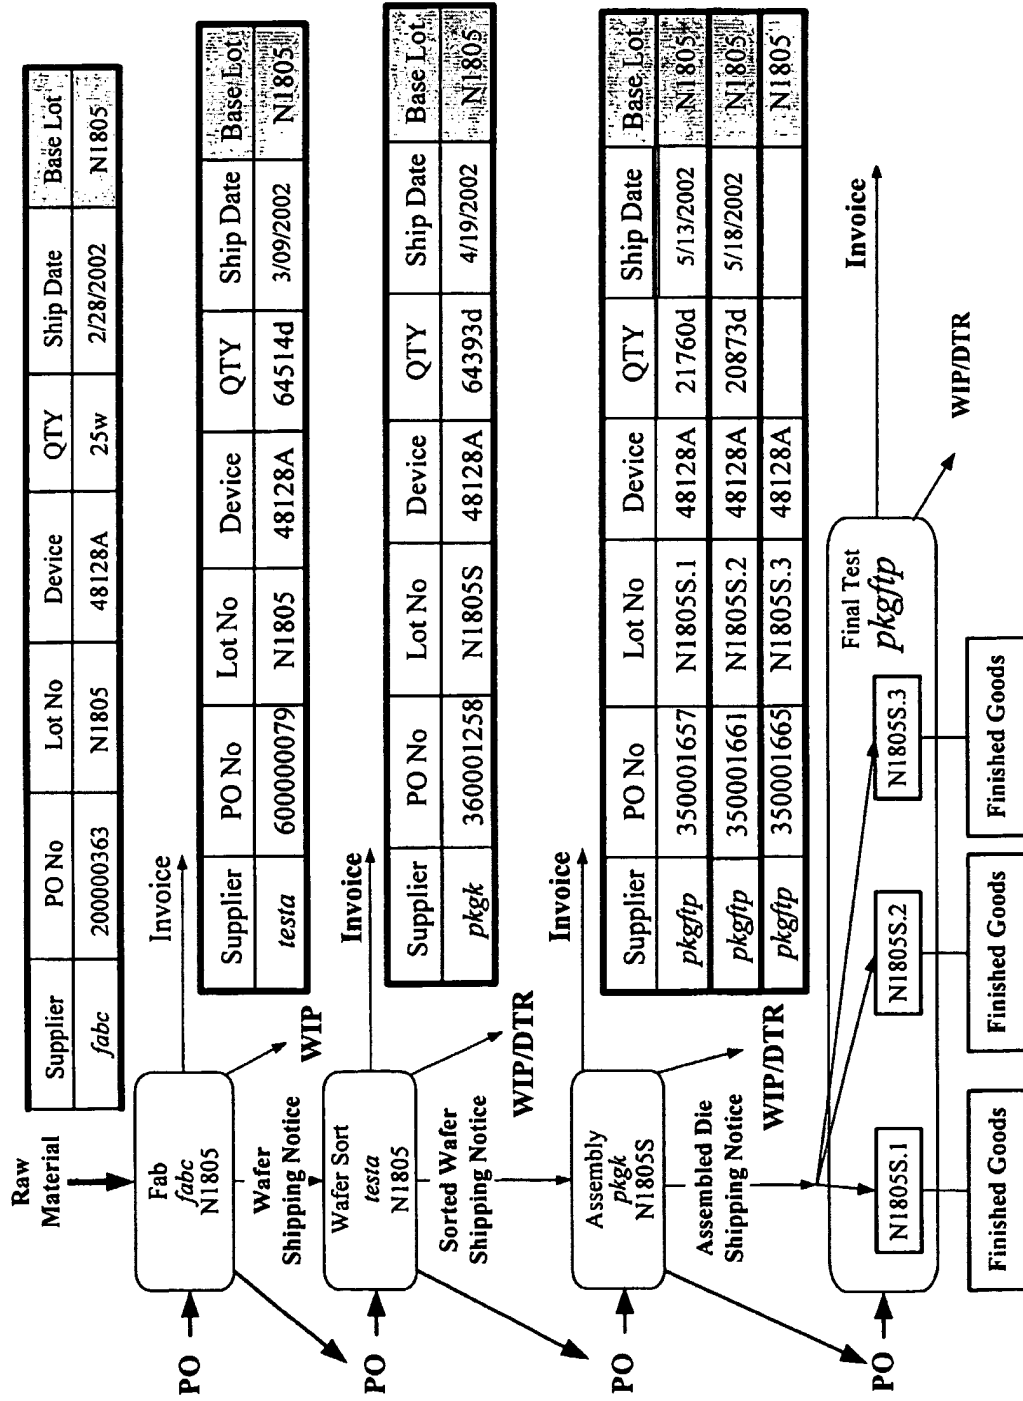 Raw
Material
Supplier PO No Lot No Device QTY Ship Date Base Lot
fabc 200000363 N1805 48128A 25w 2/28/2002 N1805
PO
Fab
fabc
N1805
Invoice
WIP
Wafer
Shipping Notice
Supplier PO No Lot No Device QTY Ship Date Base Lot
testa 600000079 N1805 48128A 64514d 3/09/2002 N1805
PO
Wafer Sort
testa
N1805
Invoice
WIP/DTR
Sorted Wafer
Shipping Notice
Supplier PO No Lot No Device QTY Ship Date Base Lot
pkgk 360001258 N1805S 48128A 64393d 4/19/2002 N1805
PO
Assembly
pkgk
N1805S
Invoice
WIP/DTR
Assembled Die
Shipping Notice
Supplier PO No Lot No Device QTY Ship Date Base Lot
pkgftp 350001657 N1805S.1 48128A 21760d 5/13/2002 N1805
pkgftp 350001661 N1805S.2 48128A 20873d 5/18/2002 N1805
pkgftp 350001665 N1805S.3 48128A N1805
PO
Final Test
pkgftp
N1805S.1
N1805S.2
N1805S.3
Invoice
WIP/DTR
Finished Goods
Finished Goods
Finished Goods